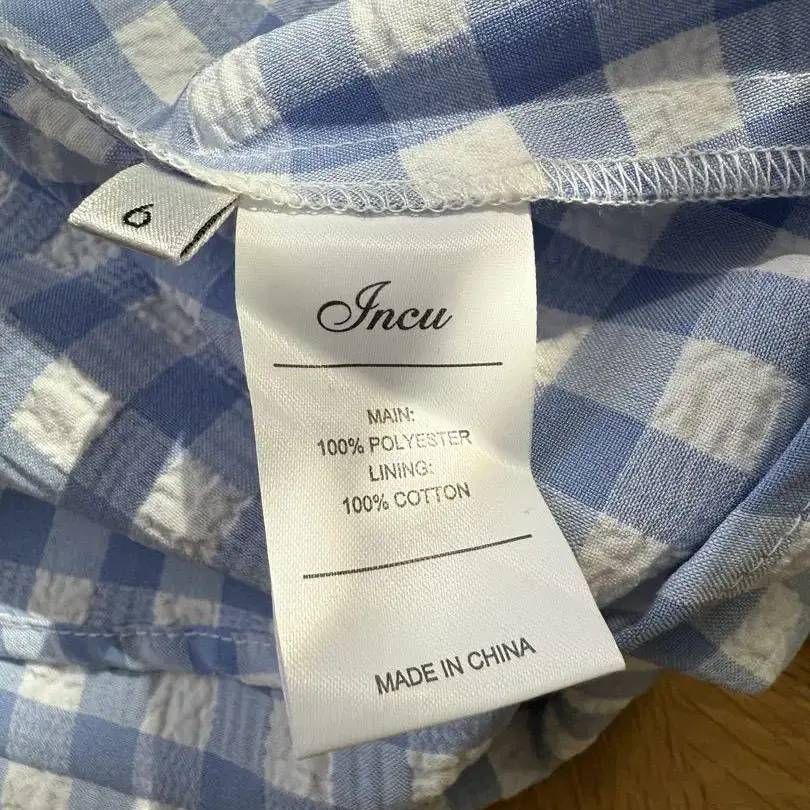 6
Incu
MAIN:
100% POLYESTER
LINING:
100% COTTON
MADE IN CHINA